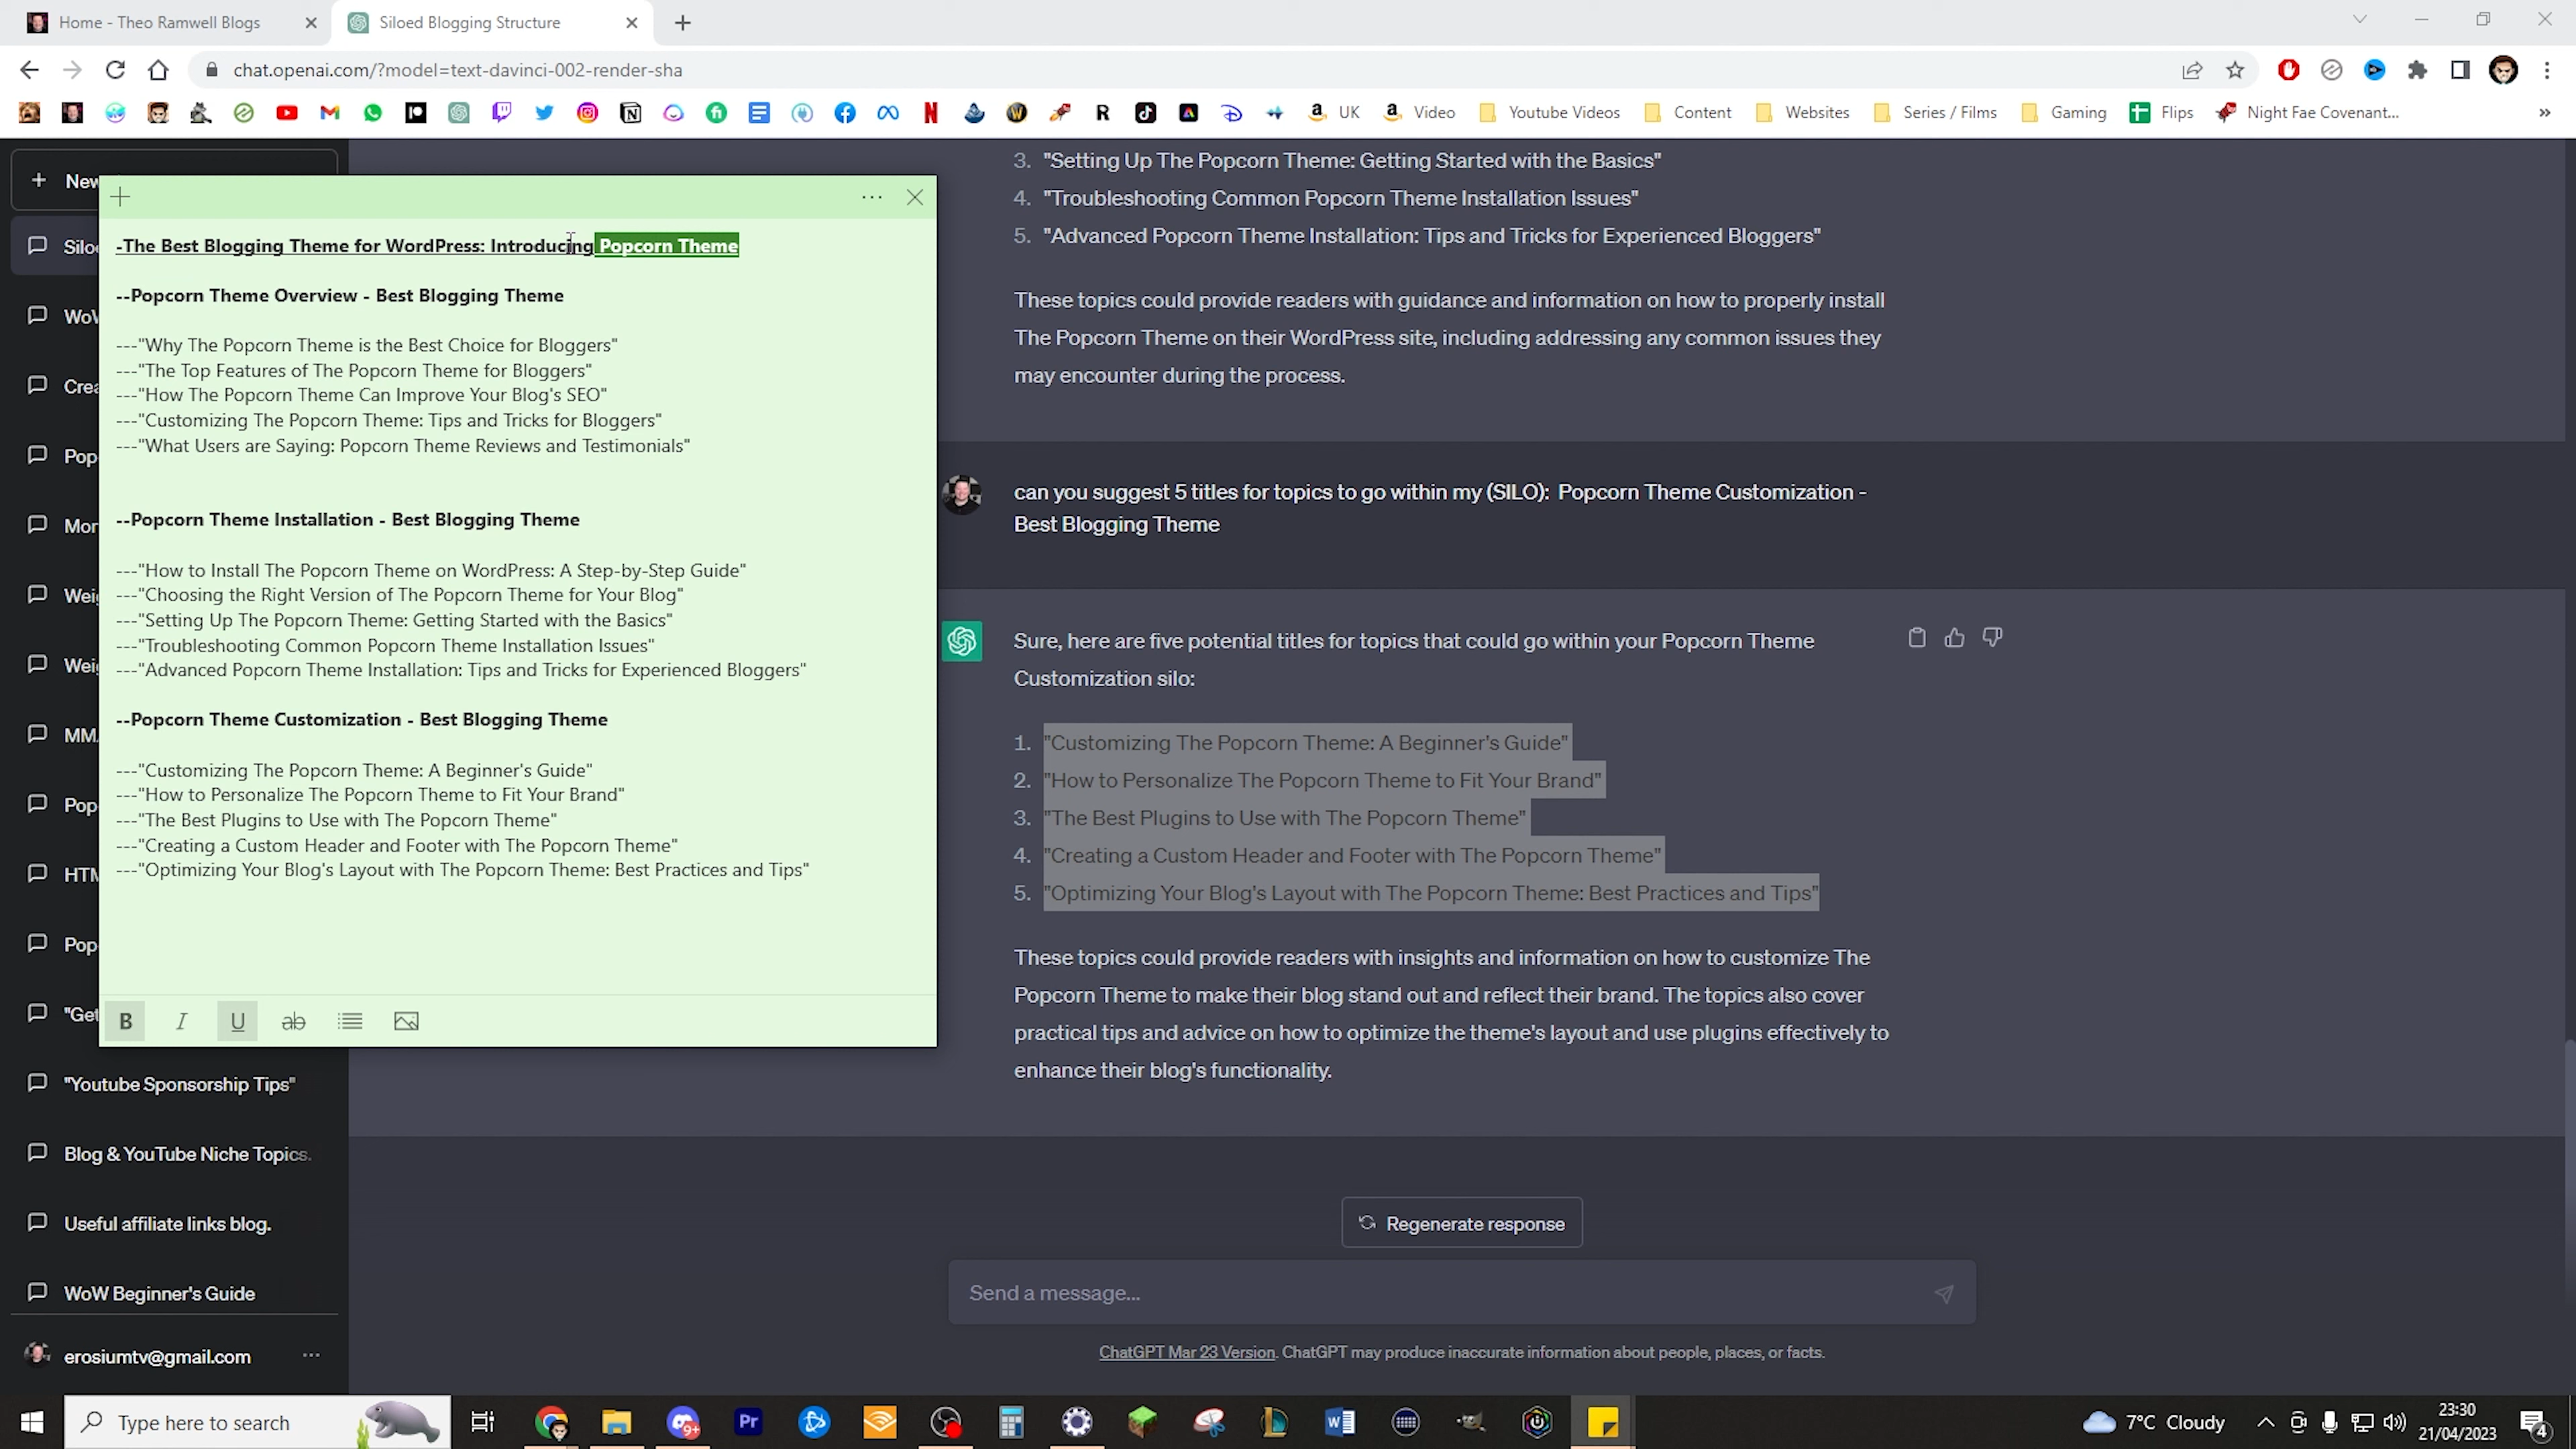 Home - Theo Ramwell Blogs
Siloed Blogging Structure
chat.openai.com/?model=text-davinci-002-render-sha
UK
Video
Youtube Videos
Content
Websites
Series / Films
Gaming
Flips
Night Fae Covenant...
New
Siloe
WoW
Crea
Pop
Mor
Weig
Weig
MMA
Pop
HTM
Pop
"Get
"Youtube Sponsorship Tips"
Blog & YouTube Niche Topics.
Useful affiliate links blog.
WoW Beginner's Guide
erosiumtv@gmail.com
-The Best Blogging Theme for WordPress: Introducing Popcorn Theme
--Popcorn Theme Overview - Best Blogging Theme
---"Why The Popcorn Theme is the Best Choice for Bloggers"
---"The Top Features of The Popcorn Theme for Bloggers"
---"How The Popcorn Theme Can Improve Your Blog's SEO"
---"Customizing The Popcorn Theme: Tips and Tricks for Bloggers"
---"What Users are Saying: Popcorn Theme Reviews and Testimonials"
--Popcorn Theme Installation - Best Blogging Theme
---"How to Install The Popcorn Theme on WordPress: A Step-by-Step Guide"
---"Choosing the Right Version of The Popcorn Theme for Your Blog"
---"Setting Up The Popcorn Theme: Getting Started with the Basics"
---"Troubleshooting Common Popcorn Theme Installation Issues"
---"Advanced Popcorn Theme Installation: Tips and Tricks for Experienced Bloggers"
--Popcorn Theme Customization - Best Blogging Theme
---"Customizing The Popcorn Theme: A Beginner's Guide"
---"How to Personalize The Popcorn Theme to Fit Your Brand"
---"The Best Plugins to Use with The Popcorn Theme"
---"Creating a Custom Header and Footer with The Popcorn Theme"
---"Optimizing Your Blog's Layout with The Popcorn Theme: Best Practices and Tips"
B I U ab
3. "Setting Up The Popcorn Theme: Getting Started with the Basics"
4. "Troubleshooting Common Popcorn Theme Installation Issues"
5. "Advanced Popcorn Theme Installation: Tips and Tricks for Experienced Bloggers"
These topics could provide readers with guidance and information on how to properly install
The Popcorn Theme on their WordPress site, including addressing any common issues they
may encounter during the process.
can you suggest 5 titles for topics to go within my (SILO): Popcorn Theme Customization -
Best Blogging Theme
Sure, here are five potential titles for topics that could go within your Popcorn Theme
Customization silo:
1. "Customizing The Popcorn Theme: A Beginner's Guide"
2. "How to Personalize The Popcorn Theme to Fit Your Brand"
3. "The Best Plugins to Use with The Popcorn Theme"
4. "Creating a Custom Header and Footer with The Popcorn Theme"
5. "Optimizing Your Blog's Layout with The Popcorn Theme: Best Practices and Tips"
These topics could provide readers with insights and information on how to customize The
Popcorn Theme to make their blog stand out and reflect their brand. The topics also cover
practical tips and advice on how to optimize the theme's layout and use plugins effectively to
enhance their blog's functionality.
Regenerate response
Send a message...
ChatGPT Mar 23 Version. ChatGPT may produce inaccurate information about people, places, or facts.
Type here to search
9+
Pr
7°C Cloudy
23:30
21/04/2023
4